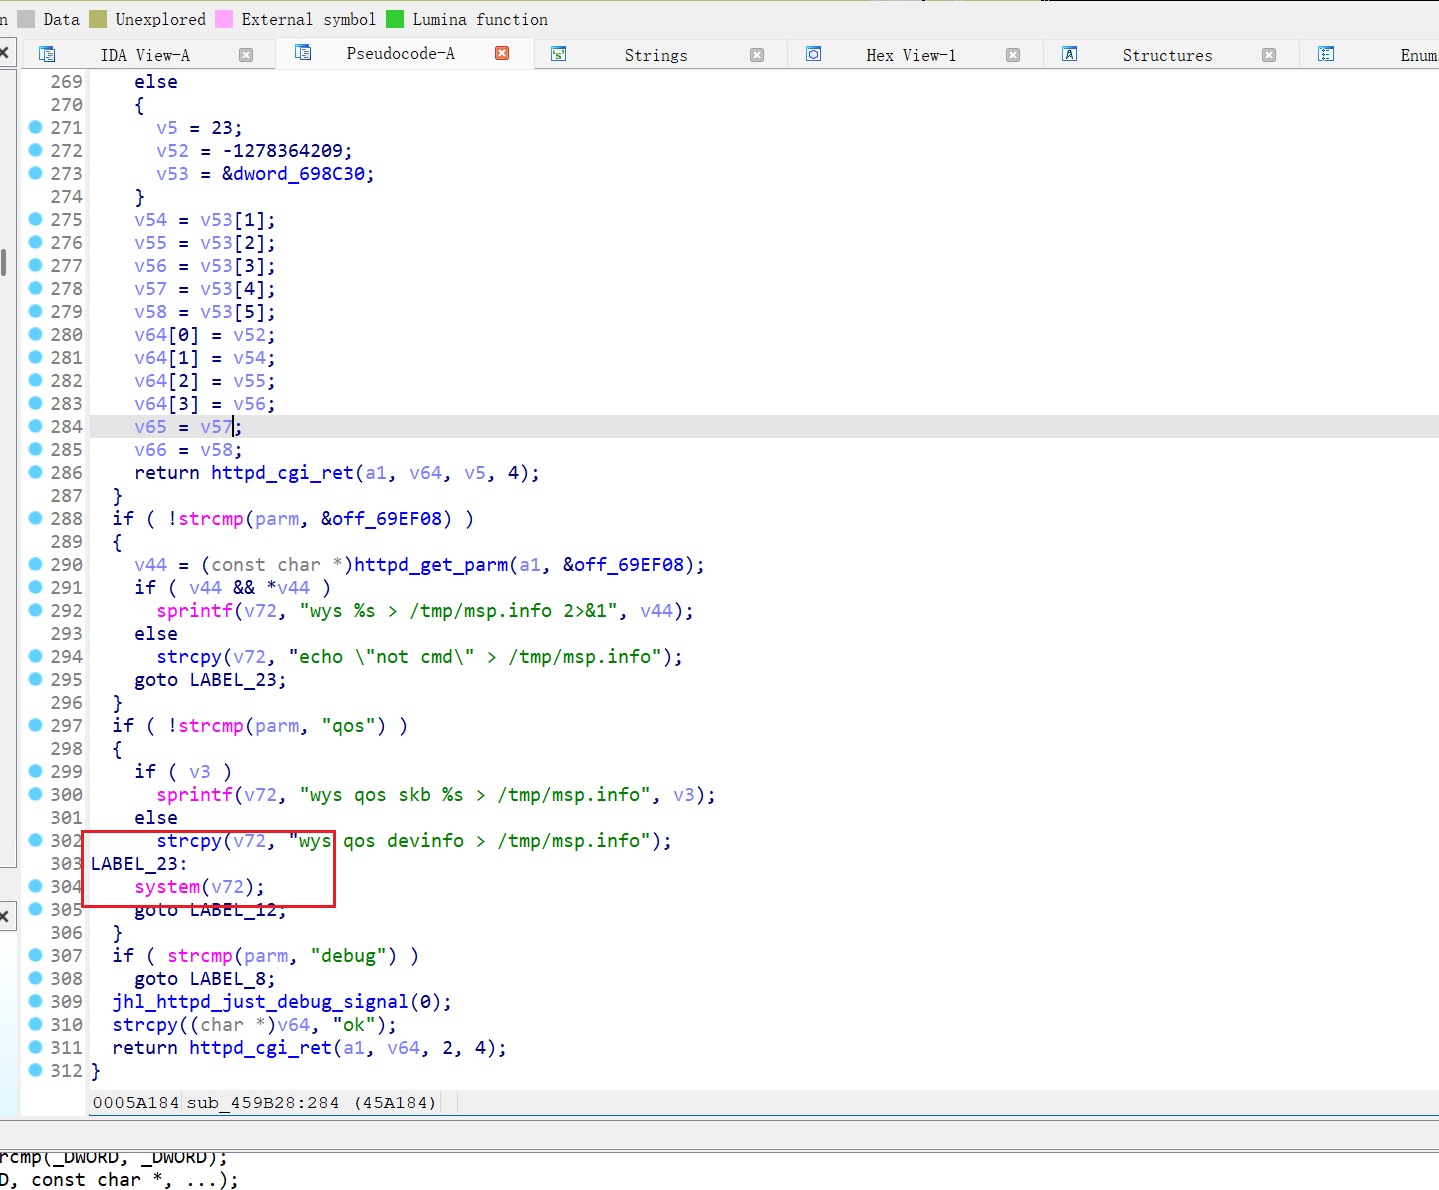 n Data Unexplored External symbol Lumina function
IDA View-A Pseudocode-A Strings Hex View-1 Structures Enum
269 else
270 {
271 v5 = 23;
272 v52 = -1278364209;
273 v53 = &dword_698C30;
274 }
275 v54 = v53[1];
276 v55 = v53[2];
277 v56 = v53[3];
278 v57 = v53[4];
279 v58 = v53[5];
280 v64[0] = v52;
281 v64[1] = v54;
282 v64[2] = v55;
283 v64[3] = v56;
284 v65 = v57;
285 v66 = v58;
286 return httpd_cgi_ret(a1, v64, v5, 4);
287 }
288 if ( !strcmp(parm, &off_69EF08) )
289 {
290 v44 = (const char *)httpd_get_parm(a1, &off_69EF08);
291 if ( v44 && *v44 )
292 sprintf(v72, "wys %s > /tmp/msp.info 2>&1", v44);
293 else
294 strcpy(v72, "echo \"not cmd\" > /tmp/msp.info");
295 goto LABEL_23;
296 }
297 if ( !strcmp(parm, "qos") )
298 {
299 if ( v3 )
300 sprintf(v72, "wys qos skb %s > /tmp/msp.info", v3);
301 else
302 strcpy(v72, "wys qos devinfo > /tmp/msp.info");
303 LABEL_23:
304 system(v72);
305 goto LABEL_12;
306 }
307 if ( strcmp(parm, "debug") )
308 goto LABEL_8;
309 jhl_httpd_just_debug_signal(0);
310 strcpy((char *)v64, "ok");
311 return httpd_cgi_ret(a1, v64, 2, 4);
312 }
0005A184 sub_459B28:284 (45A184)
rcmp(_DWORD, _DWORD);
D, const char *, ...);